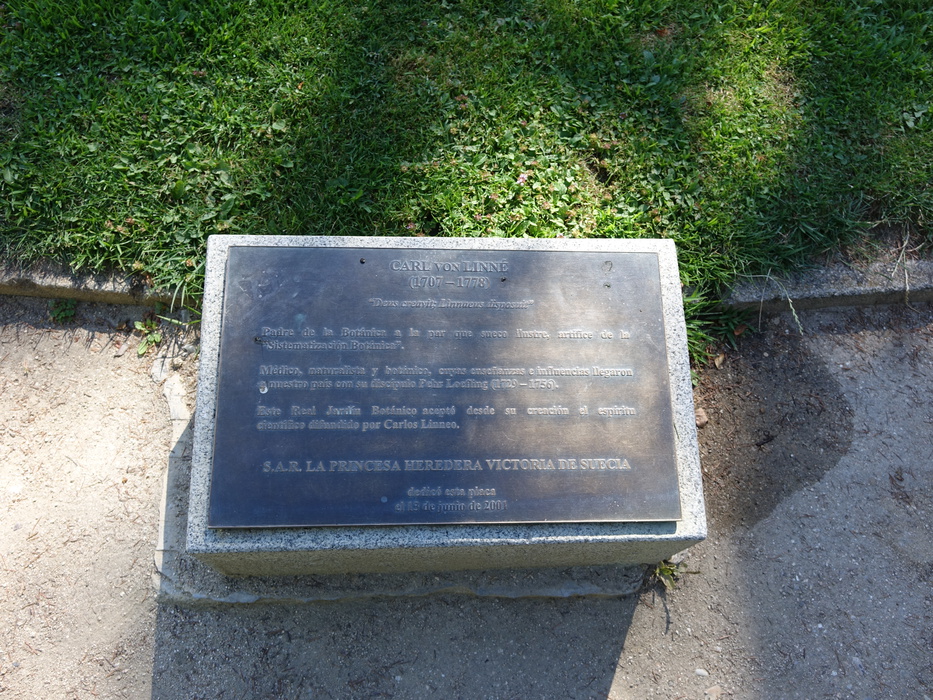 CARL VON LINNÉ
(1707 – 1778)
"Deus creavit; Linnaeus disposuit"
Padre de la Botánica a la par que sueco ilustre, artífice de la
"Sistematización Botánica".
Médico, naturalista y botánico, cuyas enseñanzas e influencias llegaron
a nuestro país con su discípulo Pehr Loefling (1729 – 1756).
Este Real Jardín Botánico aceptó desde su creación el espíritu
científico difundido por Carlos Linneo.
S.A.R. LA PRINCESA HEREDERA VICTORIA DE SUECIA
dedicó esta placa
el de junio de 2001